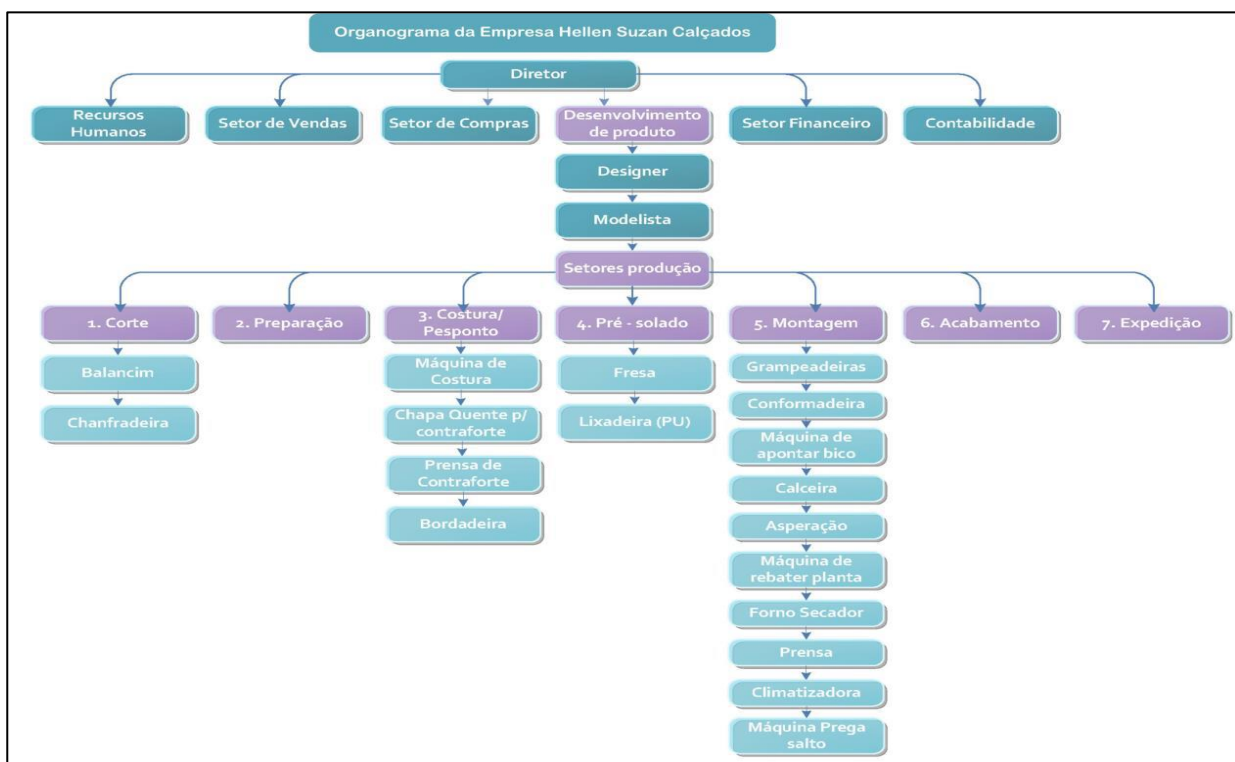 Organograma da Empresa Hellen Suzan Calçados
Diretor
Recursos
Humanos
Setor de Vendas
Setor de Compras
Desenvolvimento
de produto
Setor Financeiro
Contabilidade
Designer
Modelista
Setores produção
1. Corte
2. Preparação
3. Costura/
Pesponto
4. Pré - solado
5. Montagem
6. Acabamento
7. Expedição
Balancim
Chanfradeira
Máquina de
Costura
Chapa Quente p/
contraforte
Prensa de
Contraforte
Bordadeira
Fresa
Lixadeira (PU)
Grampeadeiras
Conformadeira
Máquina de
apontar bico
Calceira
Asperação
Máquina de
rebater planta
Forno Secador
Prensa
Climatizadora
Máquina Prega
salto